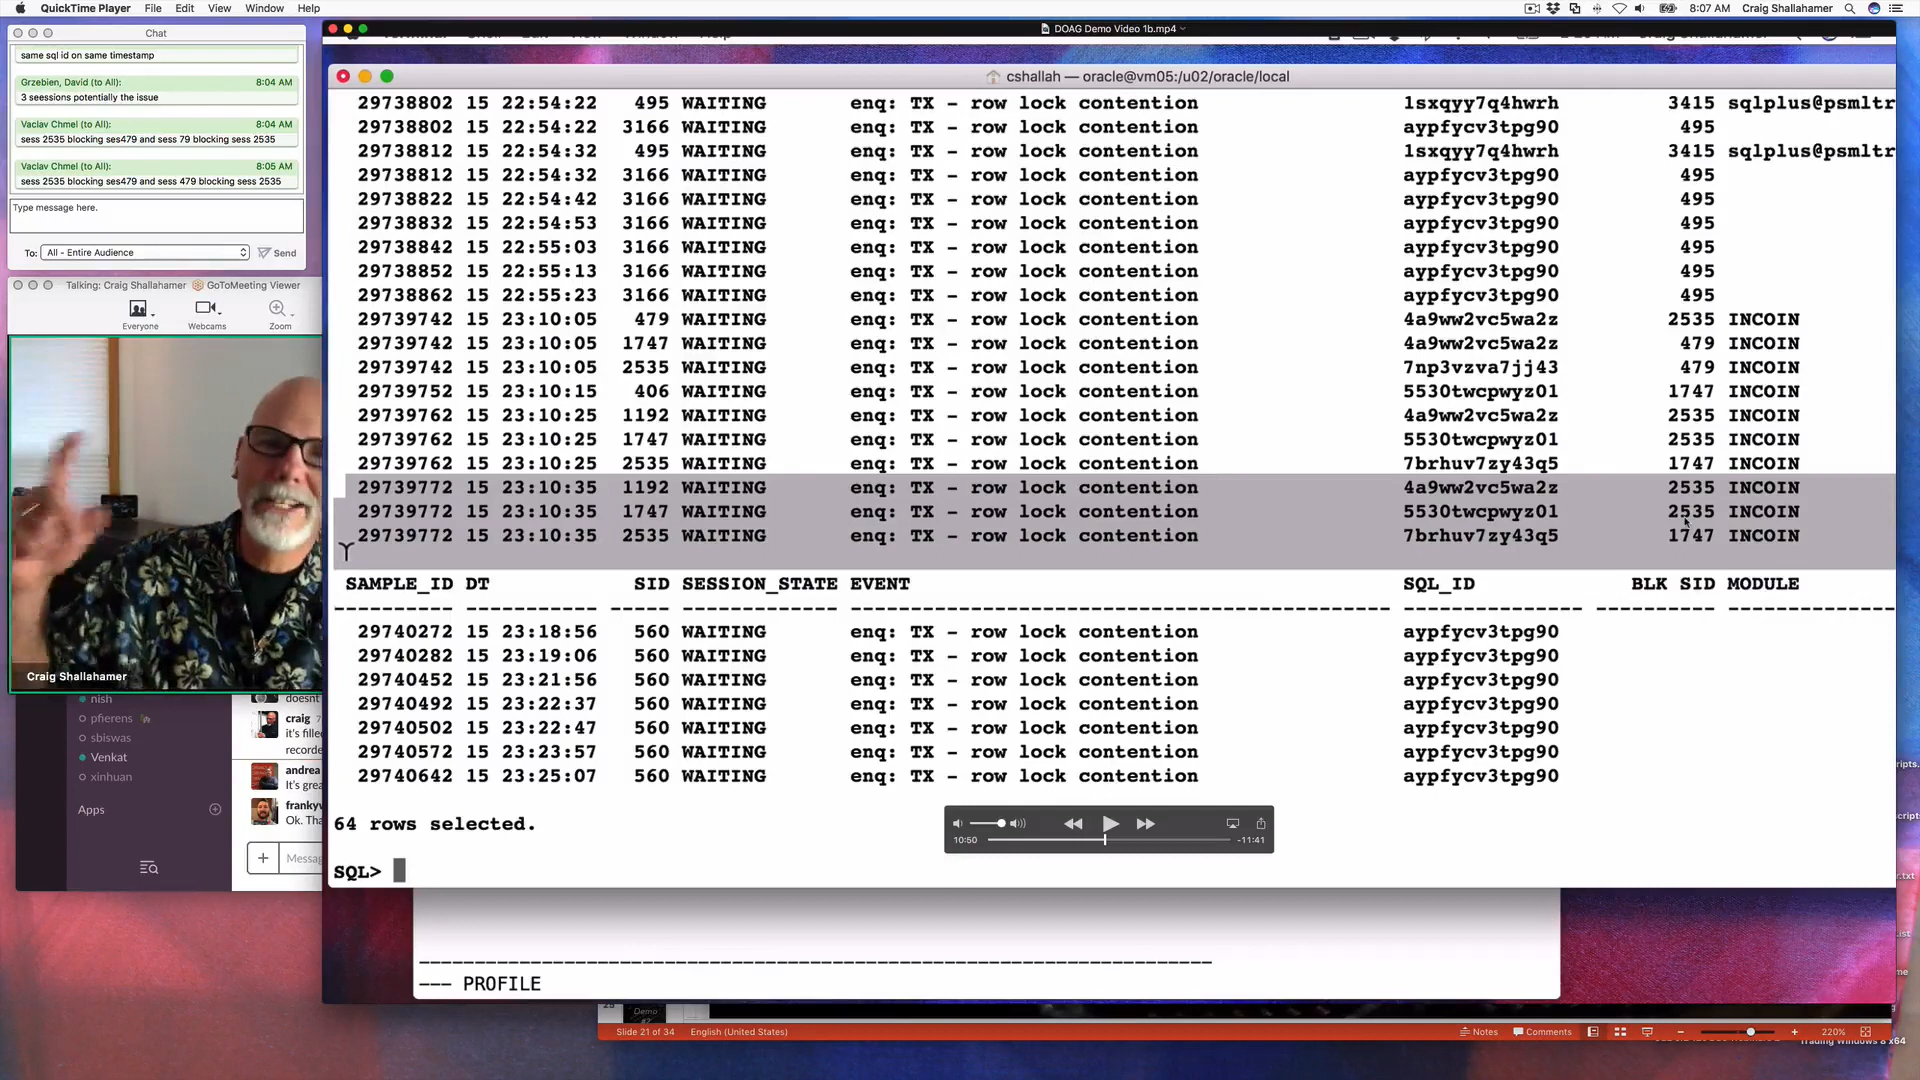 QuickTime Player File Edit View Window Help
8:07 AM Craig Shallahamer
Chat
same sql id on same timestamp
Grzebien, David (to All): 8:04 AM
3 seessions potentially the issue
Vaclav Chmel (to All): 8:04 AM
sess 2535 blocking ses479 and sess 79 blocking sess 2535
Vaclav Chmel (to All): 8:05 AM
sess 2535 blocking ses479 and sess 479 blocking sess 2535
Type message here.
To: All - Entire Audience Send
Talking: Craig Shallahamer GoToMeeting Viewer
Everyone Webcams Zoom
Craig Shallahamer
nish
pfierens
sbiswas
Venkat
xinhuan
Apps
doesnt
craig 7
it's fille
recorde
andrea
It's grea
frankyv
Ok. Tha
Messa
DOAG Demo Video 1b.mp4
cshallah — oracle@vm05:/u02/oracle/local
29738802 15 22:54:22 495 WAITING enq: TX - row lock contention 1sxqyy7q4hwrh 3415 sqlplus@psmltr
29738802 15 22:54:22 3166 WAITING enq: TX - row lock contention aypfycv3tpg90 495
29738812 15 22:54:32 495 WAITING enq: TX - row lock contention 1sxqyy7q4hwrh 3415 sqlplus@psmltr
29738812 15 22:54:32 3166 WAITING enq: TX - row lock contention aypfycv3tpg90 495
29738822 15 22:54:42 3166 WAITING enq: TX - row lock contention aypfycv3tpg90 495
29738832 15 22:54:53 3166 WAITING enq: TX - row lock contention aypfycv3tpg90 495
29738842 15 22:55:03 3166 WAITING enq: TX - row lock contention aypfycv3tpg90 495
29738852 15 22:55:13 3166 WAITING enq: TX - row lock contention aypfycv3tpg90 495
29738862 15 22:55:23 3166 WAITING enq: TX - row lock contention aypfycv3tpg90 495
29739742 15 23:10:05 479 WAITING enq: TX - row lock contention 4a9ww2vc5wa2z 2535 INCOIN
29739742 15 23:10:05 1747 WAITING enq: TX - row lock contention 4a9ww2vc5wa2z 479 INCOIN
29739742 15 23:10:05 2535 WAITING enq: TX - row lock contention 7np3vzva7jj43 479 INCOIN
29739752 15 23:10:15 406 WAITING enq: TX - row lock contention 5530twcpwyz01 1747 INCOIN
29739762 15 23:10:25 1192 WAITING enq: TX - row lock contention 4a9ww2vc5wa2z 2535 INCOIN
29739762 15 23:10:25 1747 WAITING enq: TX - row lock contention 5530twcpwyz01 2535 INCOIN
29739762 15 23:10:25 2535 WAITING enq: TX - row lock contention 7brhuv7zy43q5 1747 INCOIN
29739772 15 23:10:35 1192 WAITING enq: TX - row lock contention 4a9ww2vc5wa2z 2535 INCOIN
29739772 15 23:10:35 1747 WAITING enq: TX - row lock contention 5530twcpwyz01 2535 INCOIN
29739772 15 23:10:35 2535 WAITING enq: TX - row lock contention 7brhuv7zy43q5 1747 INCOIN
SAMPLE_ID DT SID SESSION_STATE EVENT SQL_ID BLK SID MODULE
29740272 15 23:18:56 560 WAITING enq: TX - row lock contention aypfycv3tpg90
29740282 15 23:19:06 560 WAITING enq: TX - row lock contention aypfycv3tpg90
29740452 15 23:21:56 560 WAITING enq: TX - row lock contention aypfycv3tpg90
29740492 15 23:22:37 560 WAITING enq: TX - row lock contention aypfycv3tpg90
29740502 15 23:22:47 560 WAITING enq: TX - row lock contention aypfycv3tpg90
29740572 15 23:23:57 560 WAITING enq: TX - row lock contention aypfycv3tpg90
29740642 15 23:25:07 560 WAITING enq: TX - row lock contention aypfycv3tpg90
64 rows selected.
10:50 -11:41
SQL>
--- PROFILE
Demo
Slide 21 of 34 English (United States) Notes Comments 220%
Trading Windows 8 x64